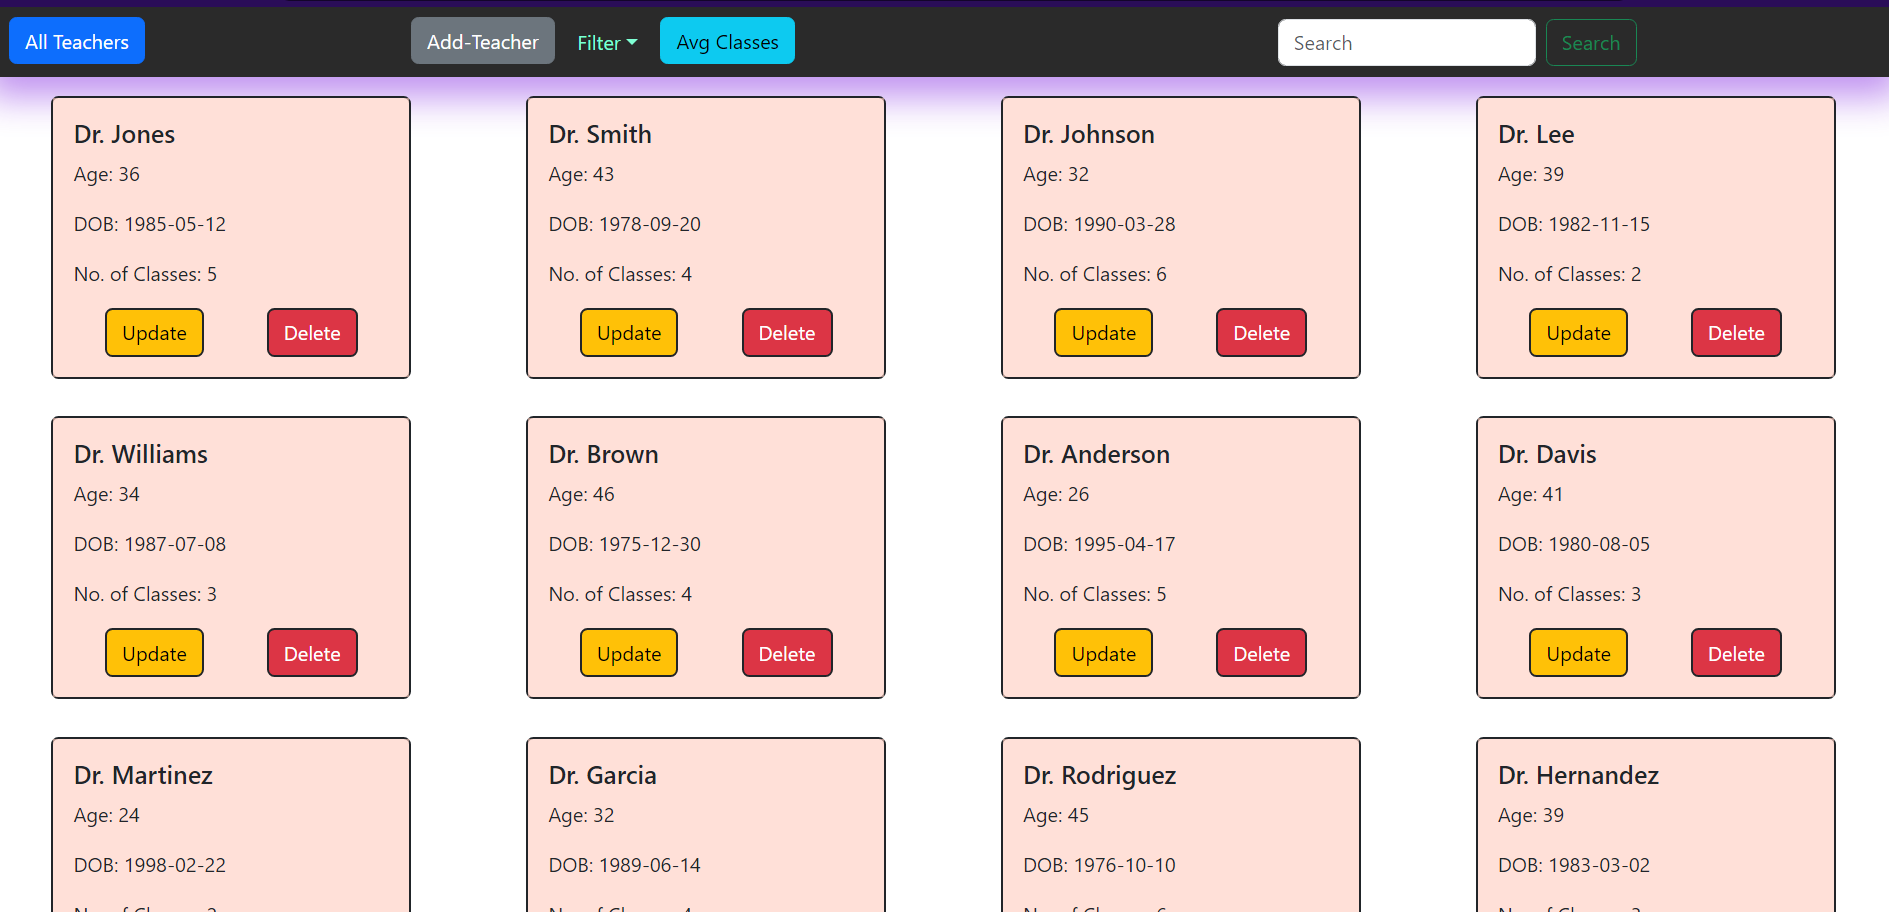 All Teachers
Add-Teacher
Filter
Avg Classes
Search
Search
Dr. Jones
Age: 36
DOB: 1985-05-12
No. of Classes: 5
Update
Delete
Dr. Smith
Age: 43
DOB: 1978-09-20
No. of Classes: 4
Update
Delete
Dr. Johnson
Age: 32
DOB: 1990-03-28
No. of Classes: 6
Update
Delete
Dr. Lee
Age: 39
DOB: 1982-11-15
No. of Classes: 2
Update
Delete
Dr. Williams
Age: 34
DOB: 1987-07-08
No. of Classes: 3
Update
Delete
Dr. Brown
Age: 46
DOB: 1975-12-30
No. of Classes: 4
Update
Delete
Dr. Anderson
Age: 26
DOB: 1995-04-17
No. of Classes: 5
Update
Delete
Dr. Davis
Age: 41
DOB: 1980-08-05
No. of Classes: 3
Update
Delete
Dr. Martinez
Age: 24
DOB: 1998-02-22
Dr. Garcia
Age: 32
DOB: 1989-06-14
Dr. Rodriguez
Age: 45
DOB: 1976-10-10
Dr. Hernandez
Age: 39
DOB: 1983-03-02